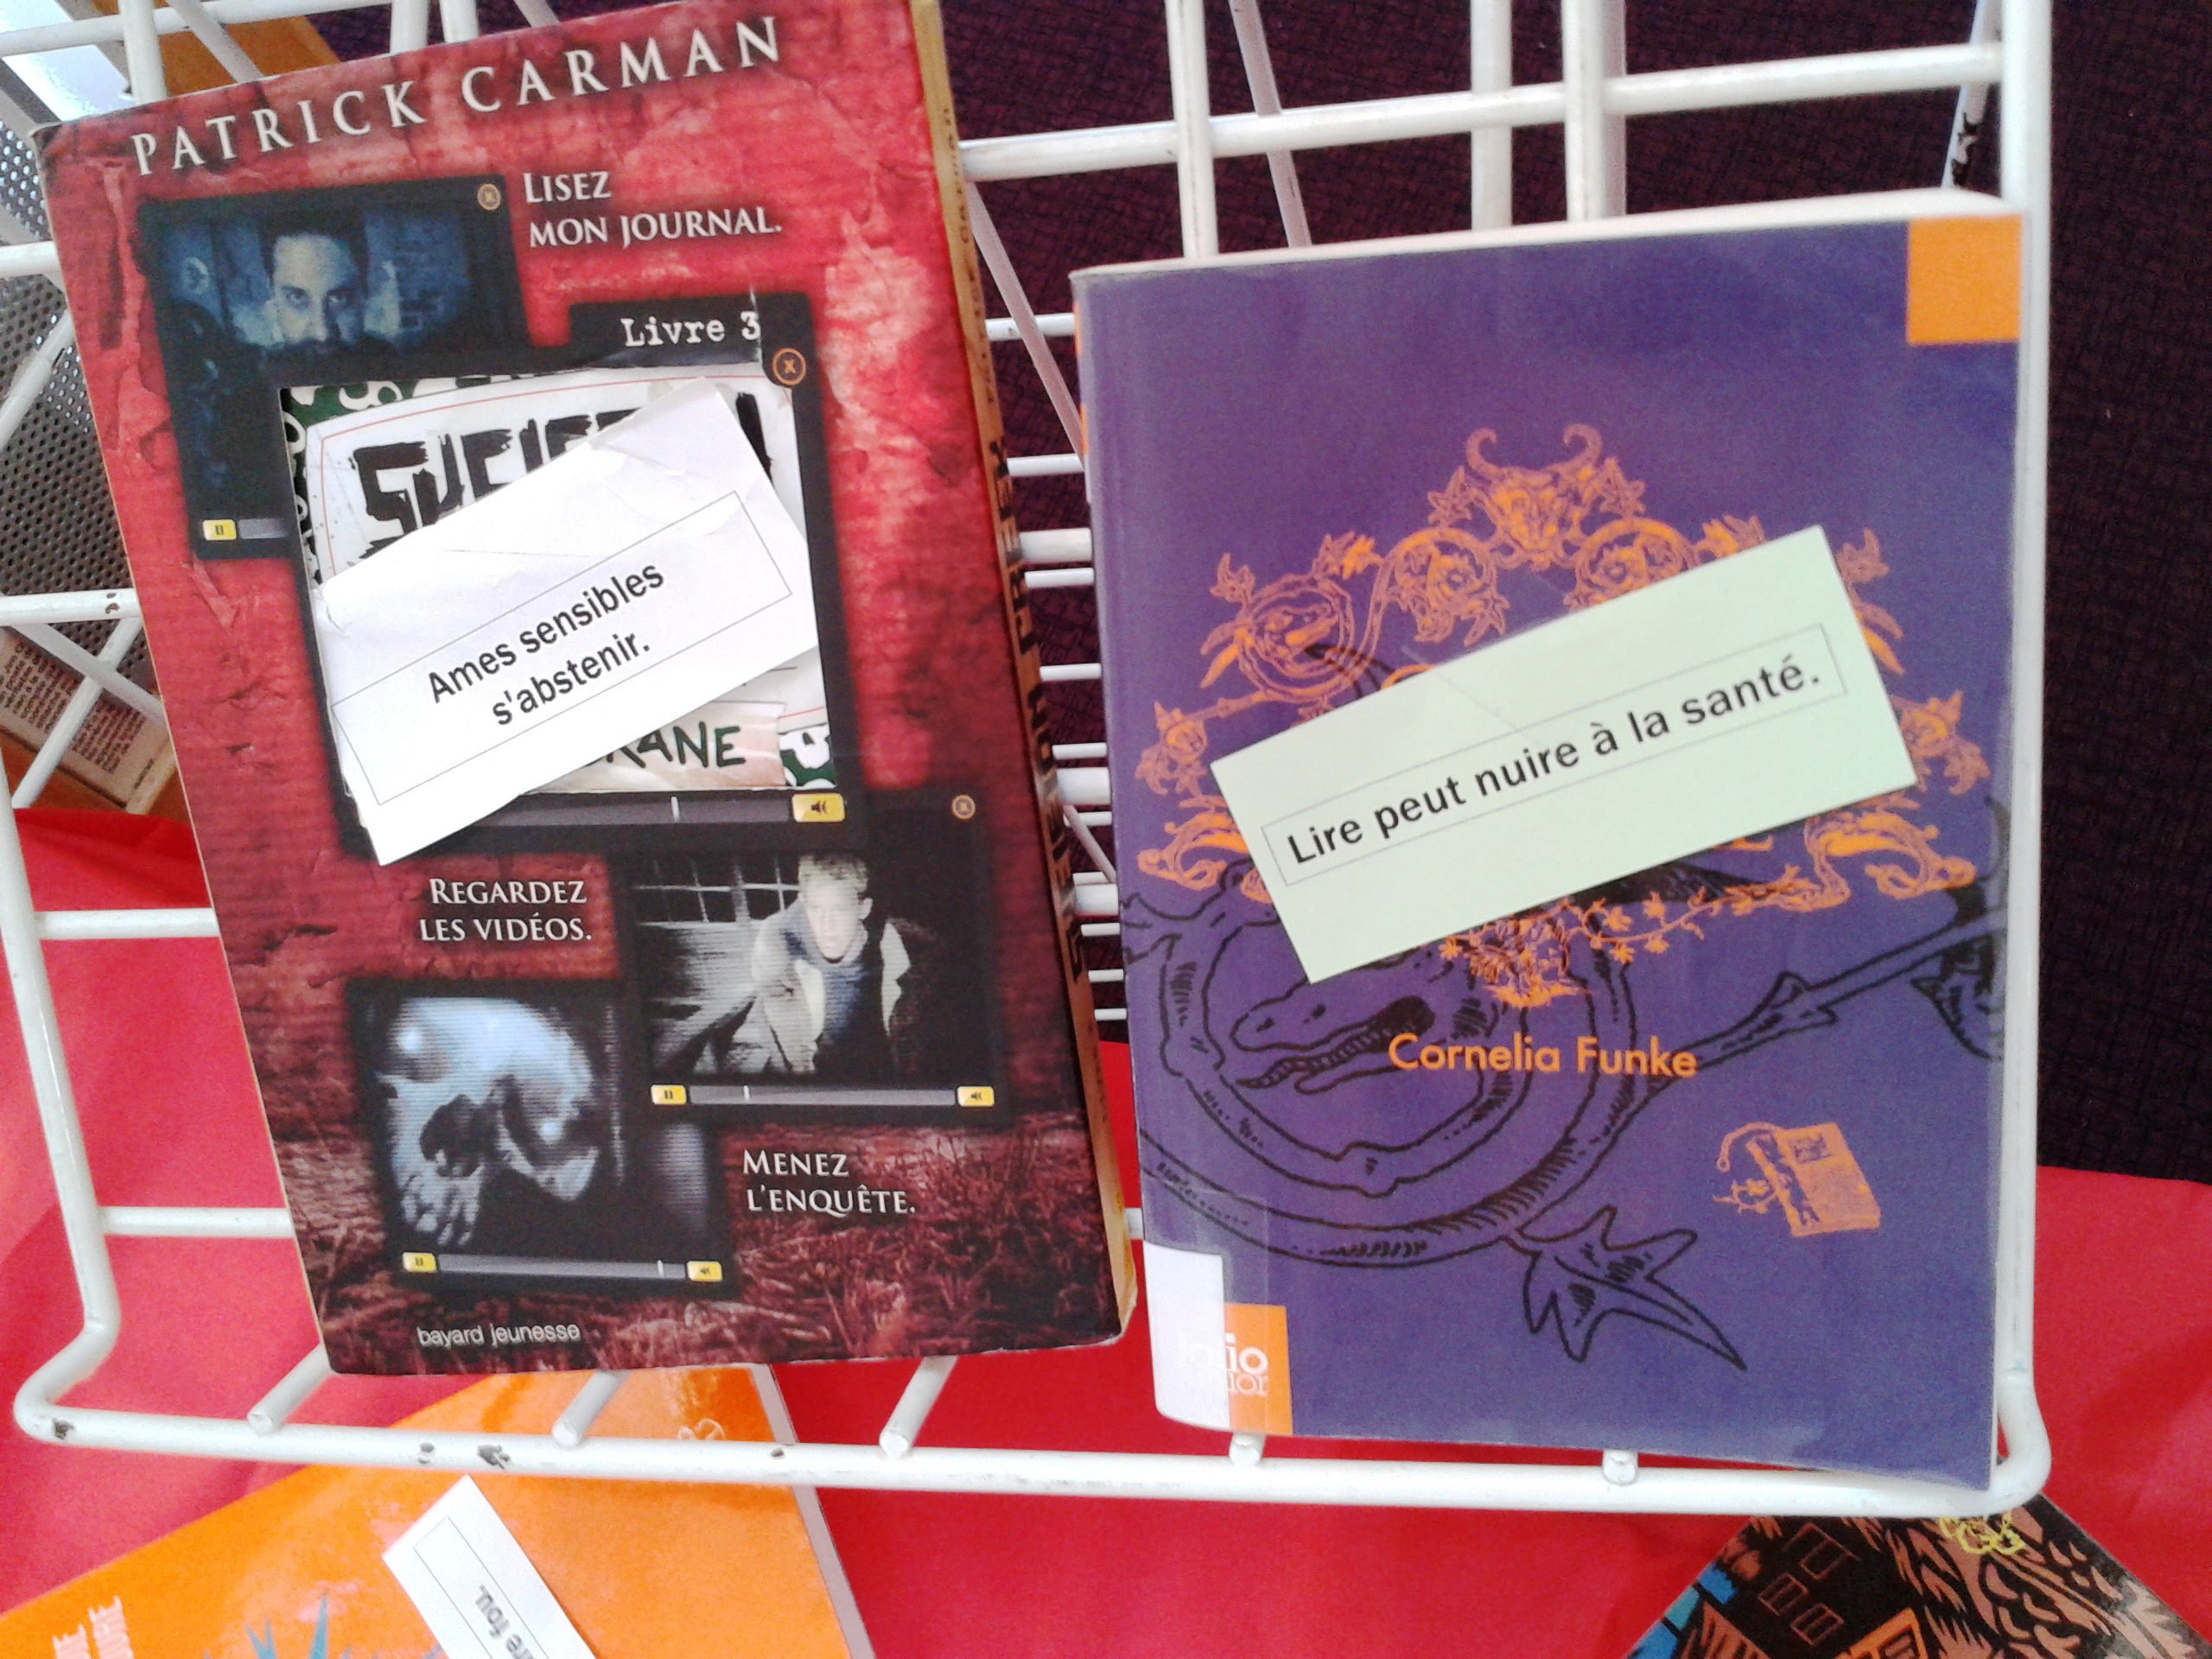 PATRICK CARMAN
LISEZ
MON JOURNAL.
Livre 3
Ames sensibles
s'abstenir.
REGARDEZ
LES VIDÉOS.
MENEZ
L'ENQUÊTE.
bayard jeunesse
Lire peut nuire à la santé.
Cornelia Funke
fou.